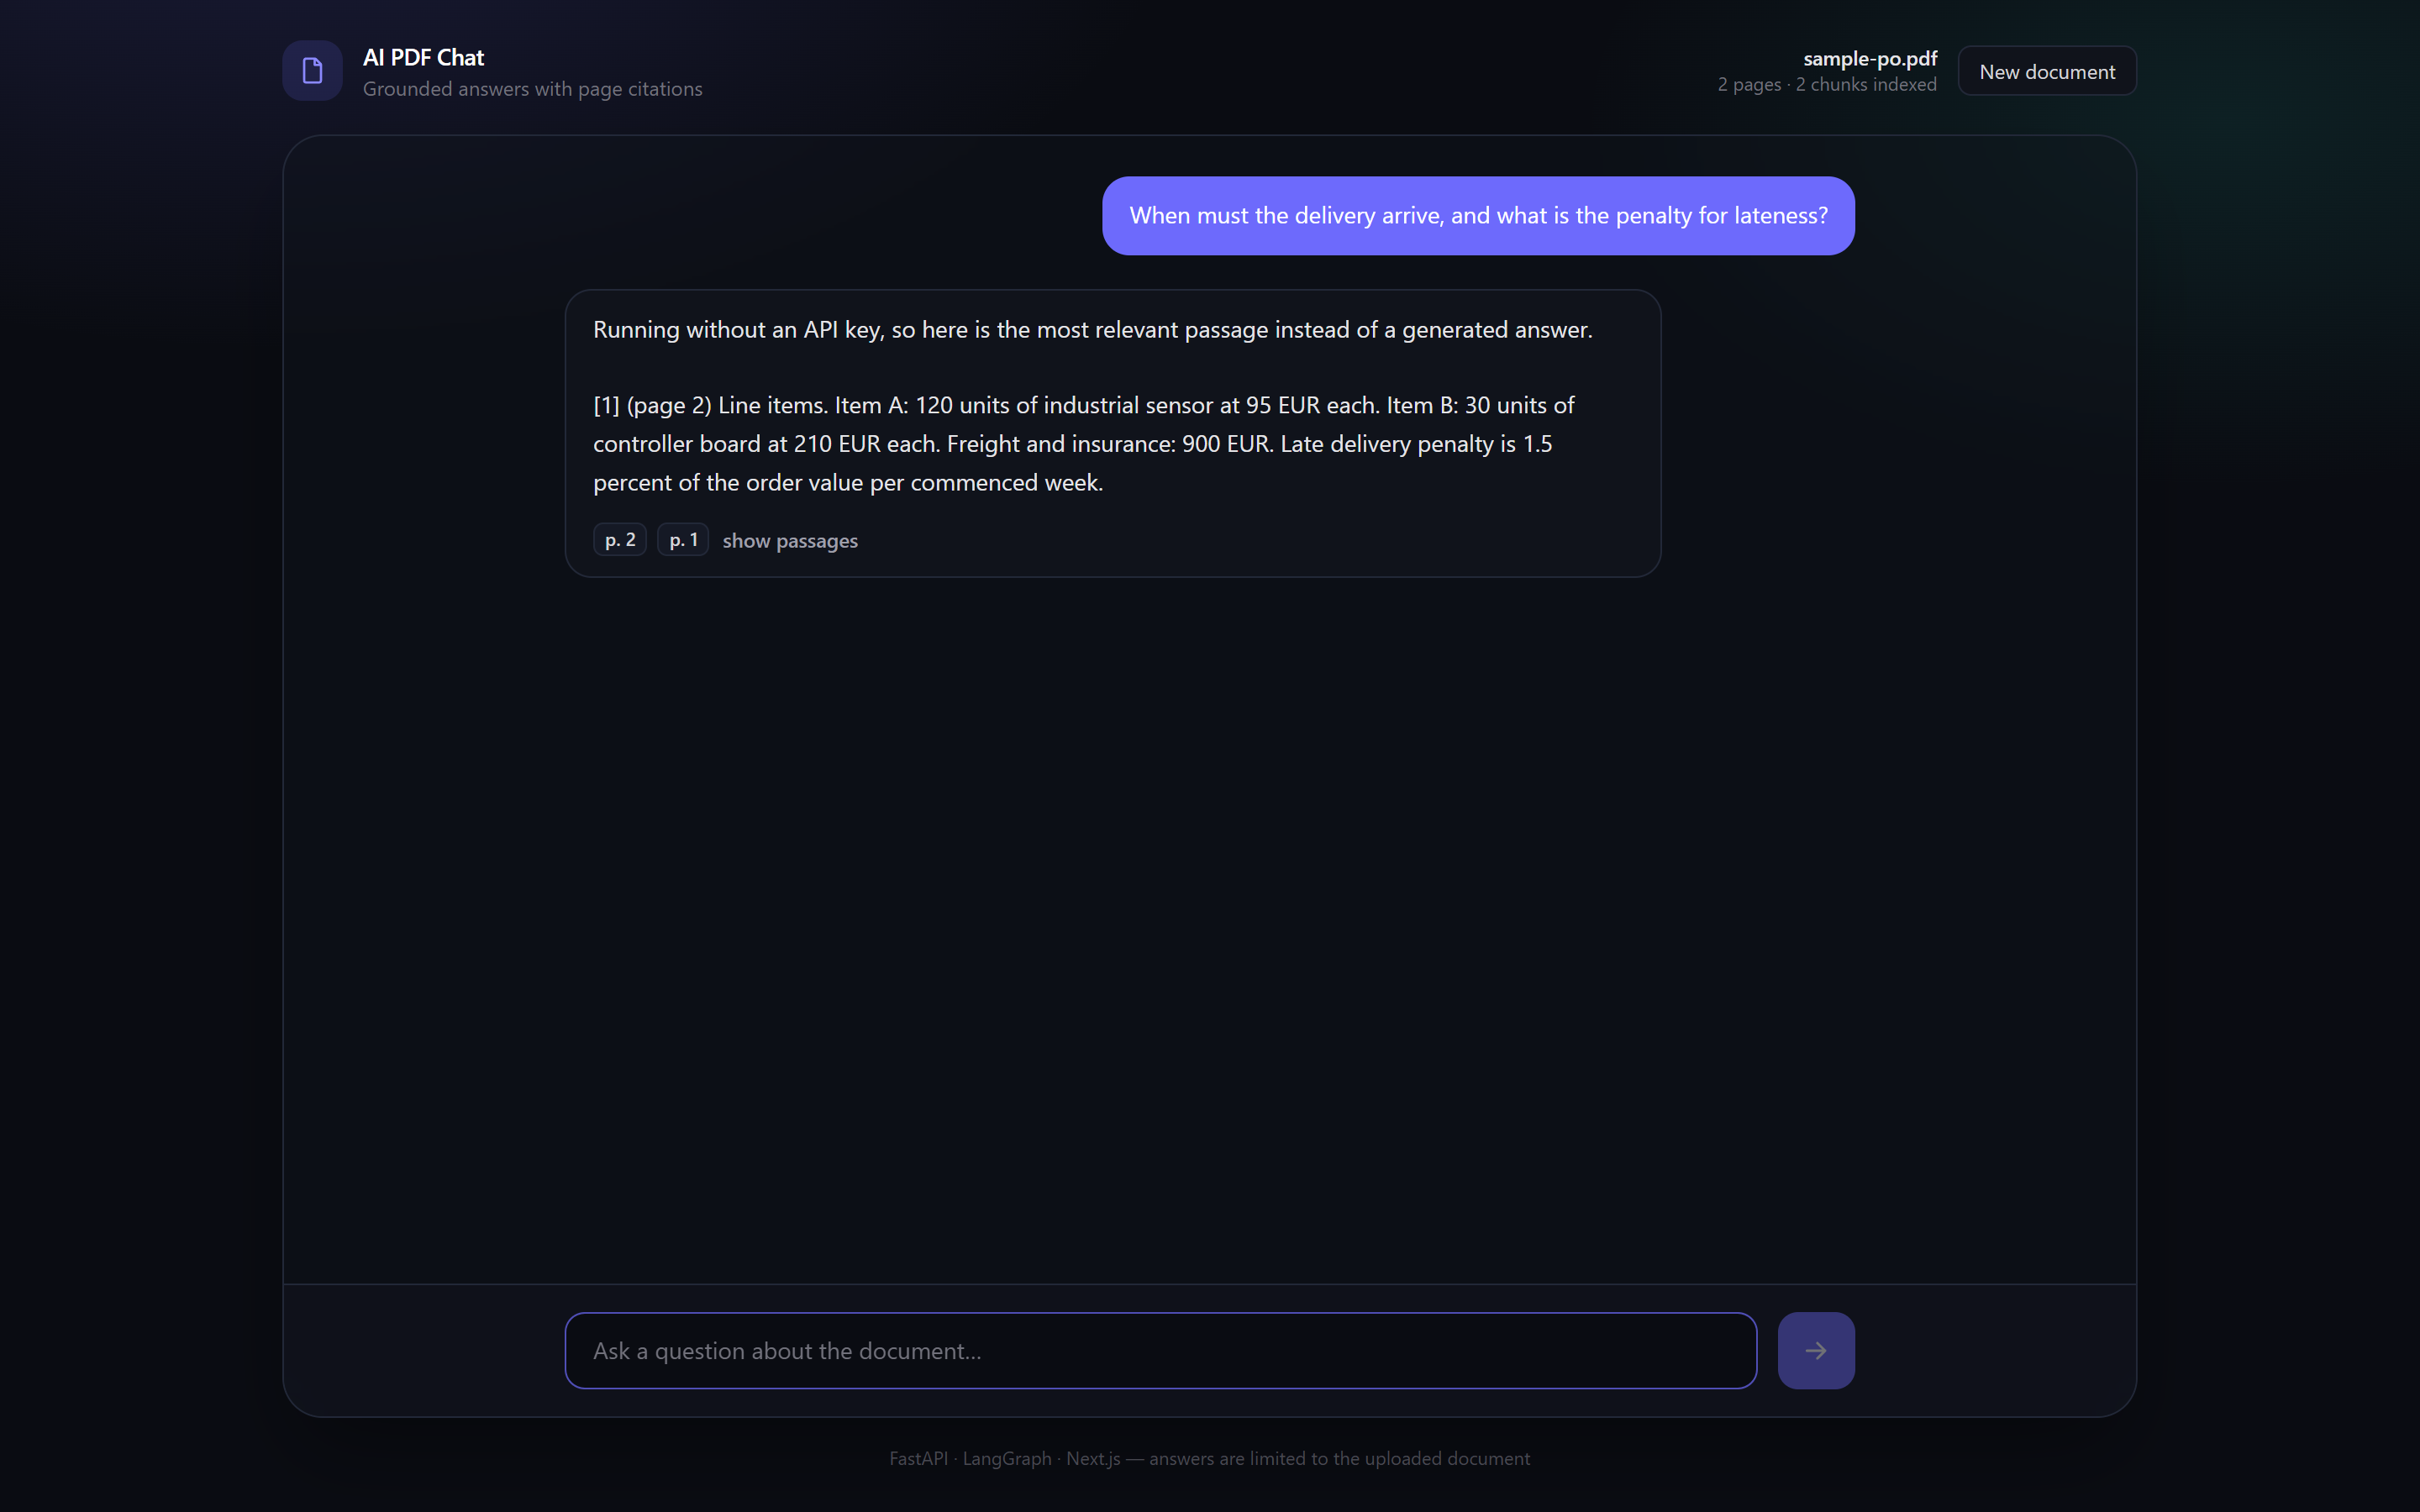 AI PDF Chat
Grounded answers with page citations
sample-po.pdf
2 pages · 2 chunks indexed
New document
When must the delivery arrive, and what is the penalty for lateness?
Running without an API key, so here is the most relevant passage instead of a generated answer.
[1] (page 2) Line items. Item A: 120 units of industrial sensor at 95 EUR each. Item B: 30 units of
controller board at 210 EUR each. Freight and insurance: 900 EUR. Late delivery penalty is 1.5
percent of the order value per commenced week.
p. 2 p. 1 show passages
Ask a question about the document...
FastAPI · LangGraph · Next.js — answers are limited to the uploaded document